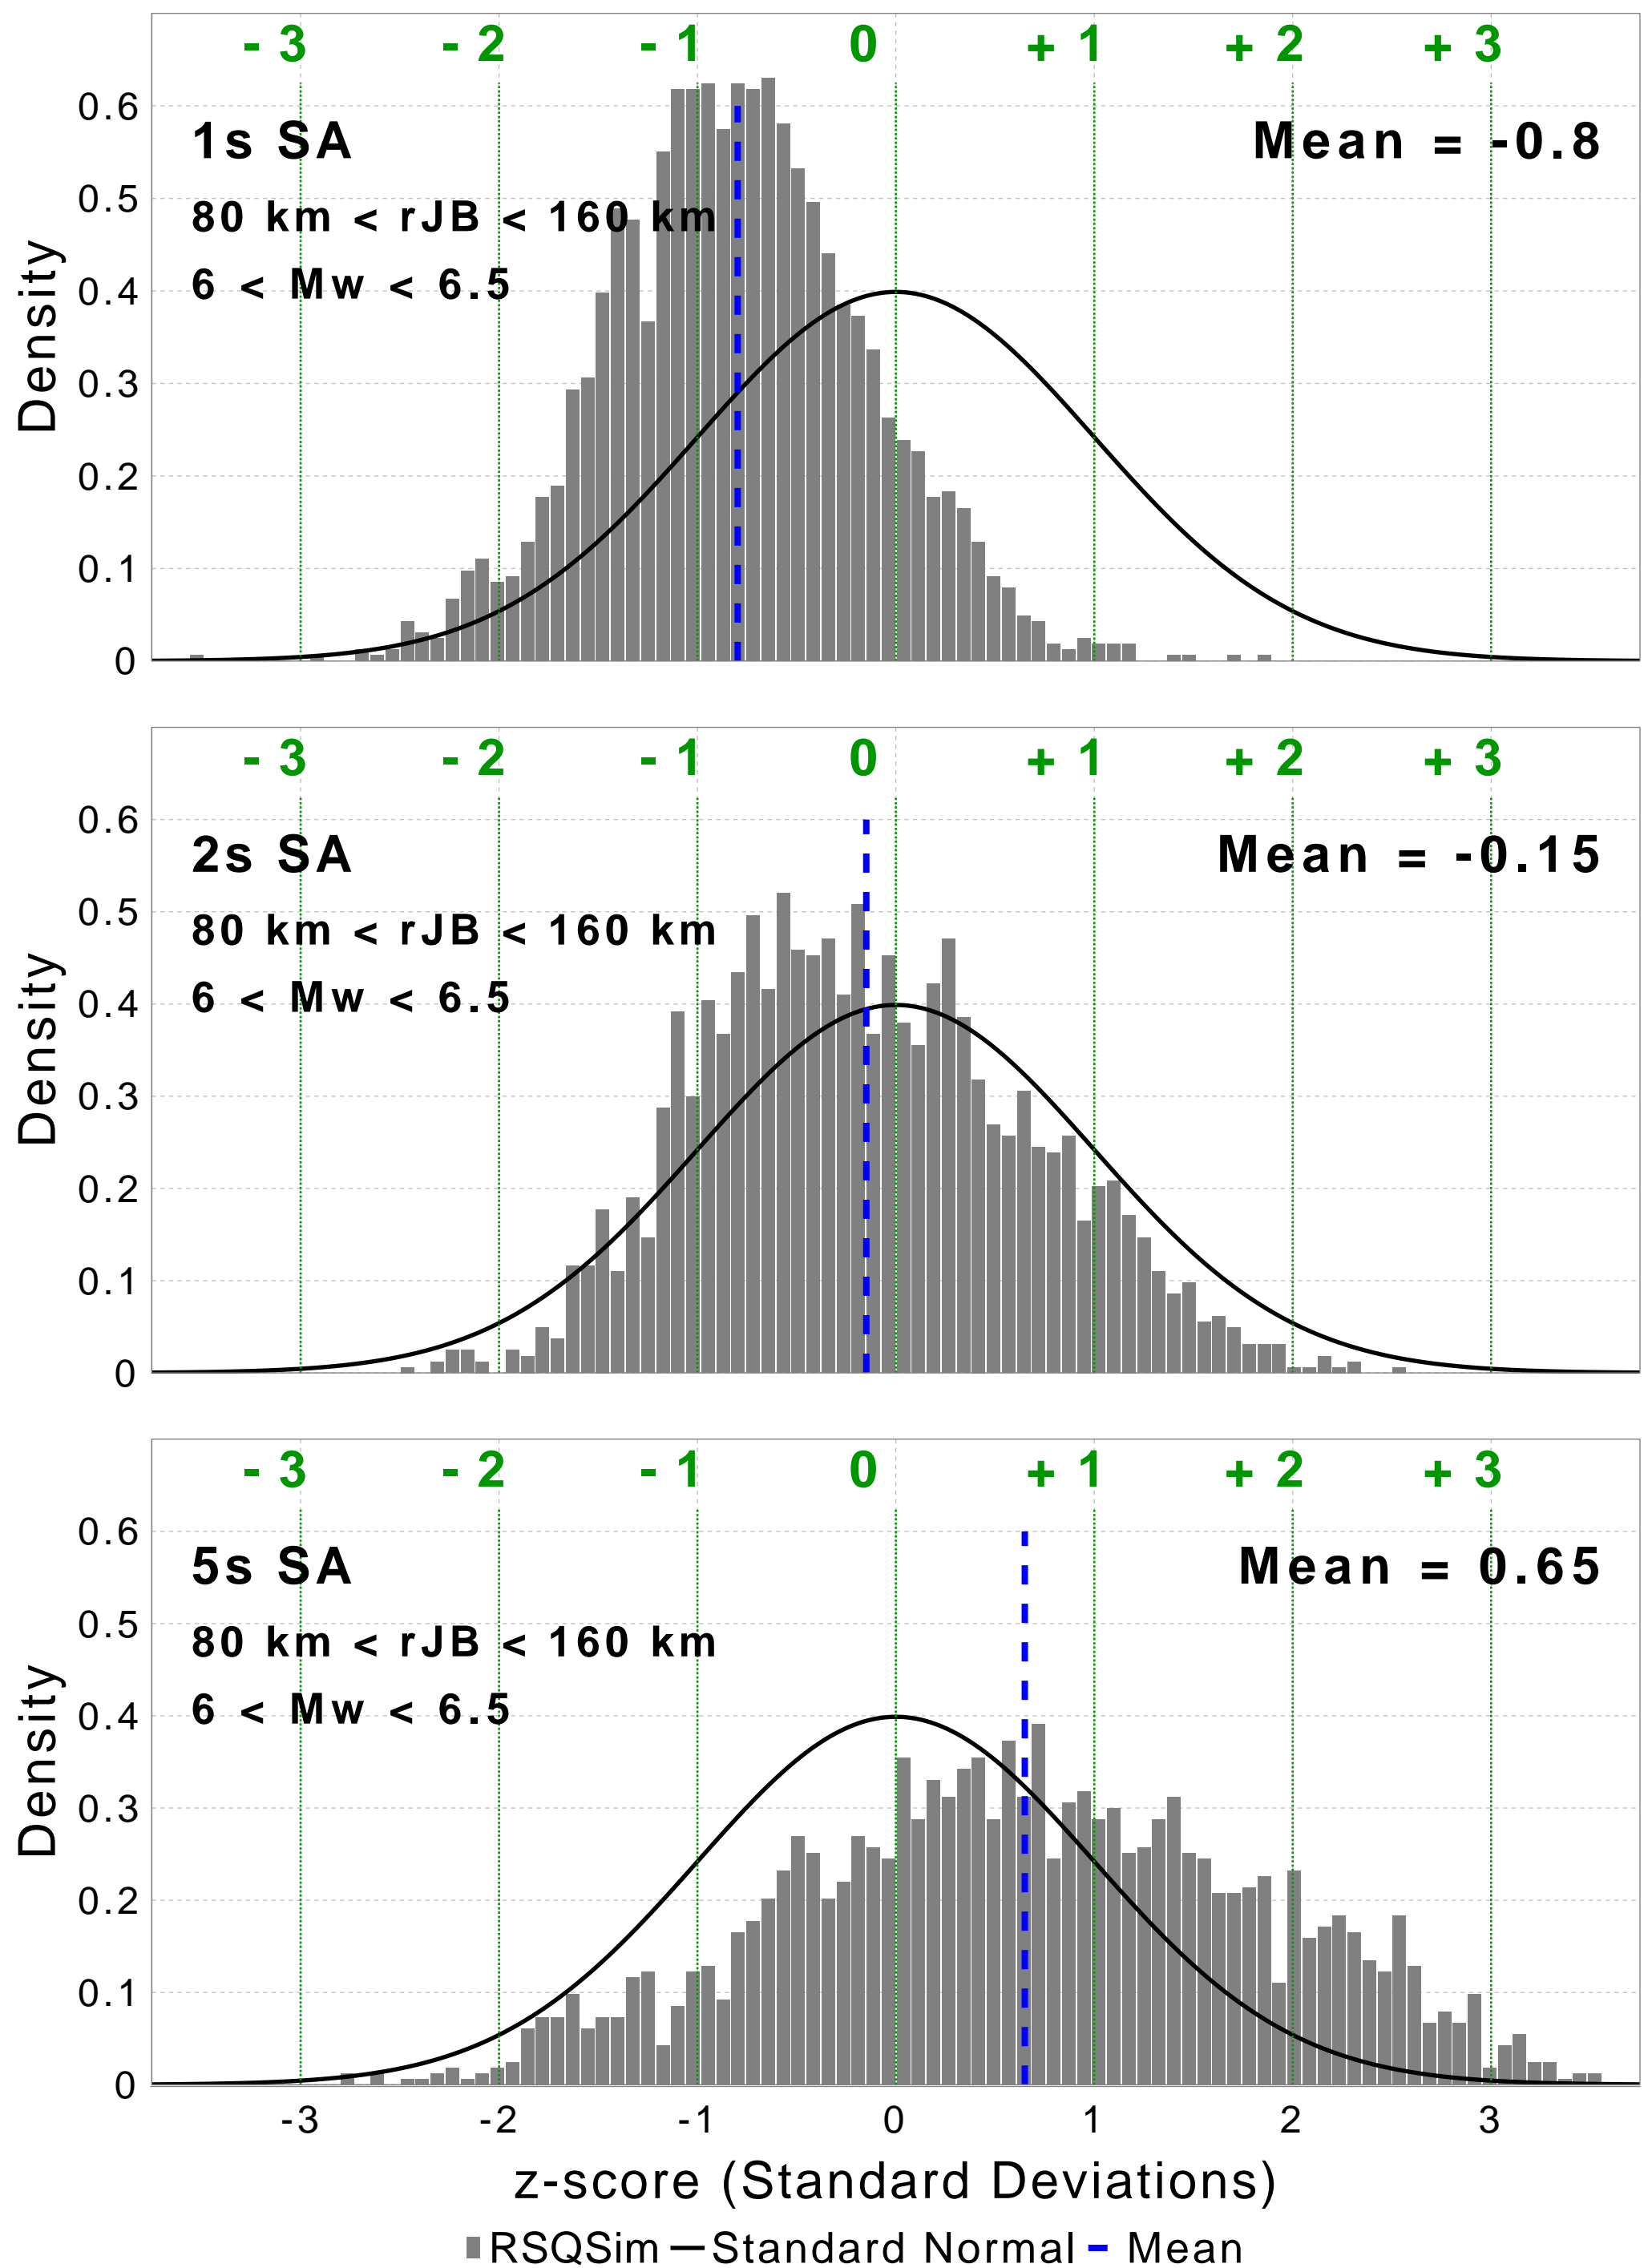 - 3 - 2 - 1 0 + 1 + 2 + 3
0.6
1s SA Mean = -0.8
0.5
80 km < rJB < 160 km
0.4
6 < Mw < 6.5
Density
0.3
0.2
0.1
0
- 3 - 2 - 1 0 + 1 + 2 + 3
0.6
2s SA Mean = -0.15
0.5
80 km < rJB < 160 km
0.4
6 < Mw < 6.5
Density
0.3
0.2
0.1
0
- 3 - 2 - 1 0 + 1 + 2 + 3
0.6
5s SA Mean = 0.65
0.5
80 km < rJB < 160 km
0.4
6 < Mw < 6.5
Density
0.3
0.2
0.1
0
-3 -2 -1 0 1 2 3
z-score (Standard Deviations)
RSQSim Standard Normal Mean